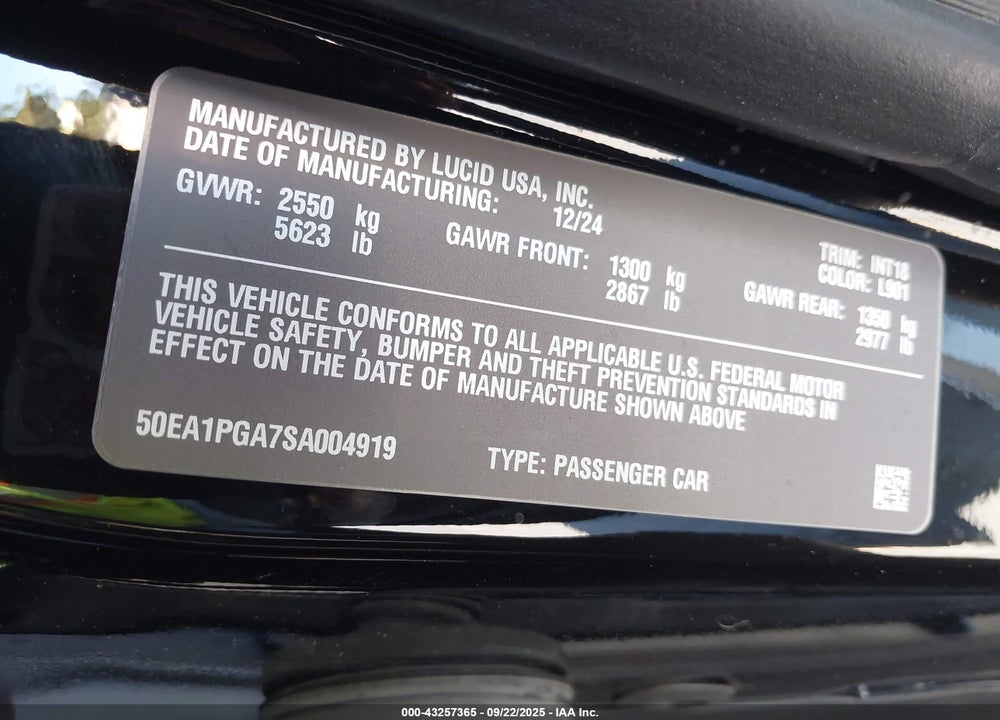 MANUFACTURED BY LUCID USA, INC.
DATE OF MANUFACTURING: 12/24
TRIM: INT18
COLOR: L901
GVWR: 2550 kg
5623 lb
GAWR FRONT: 1300 kg
2867 lb
GAWR REAR: 1350 kg
2977 lb
THIS VEHICLE CONFORMS TO ALL APPLICABLE U.S. FEDERAL MOTOR
VEHICLE SAFETY, BUMPER AND THEFT PREVENTION STANDARDS IN
EFFECT ON THE DATE OF MANUFACTURE SHOWN ABOVE
50EA1PGA7SA004919
TYPE: PASSENGER CAR
000-43257365 - 09/22/2025 - IAA Inc.